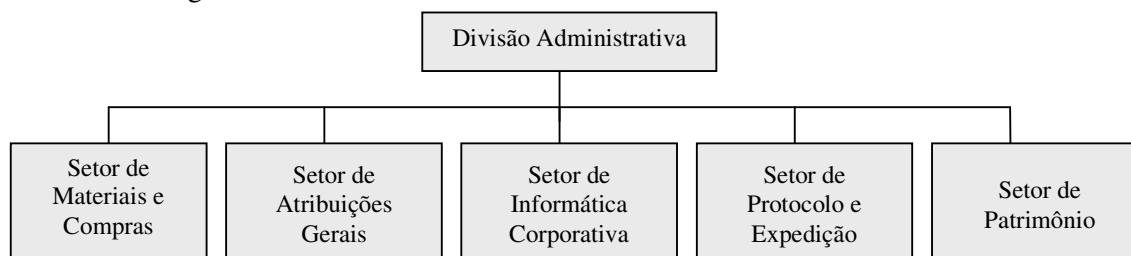 Divisão Administrativa
Setor de
Materiais e
Compras
Setor de
Atribuições
Gerais
Setor de
Informática
Corporativa
Setor de
Protocolo e
Expedição
Setor de
Patrimônio